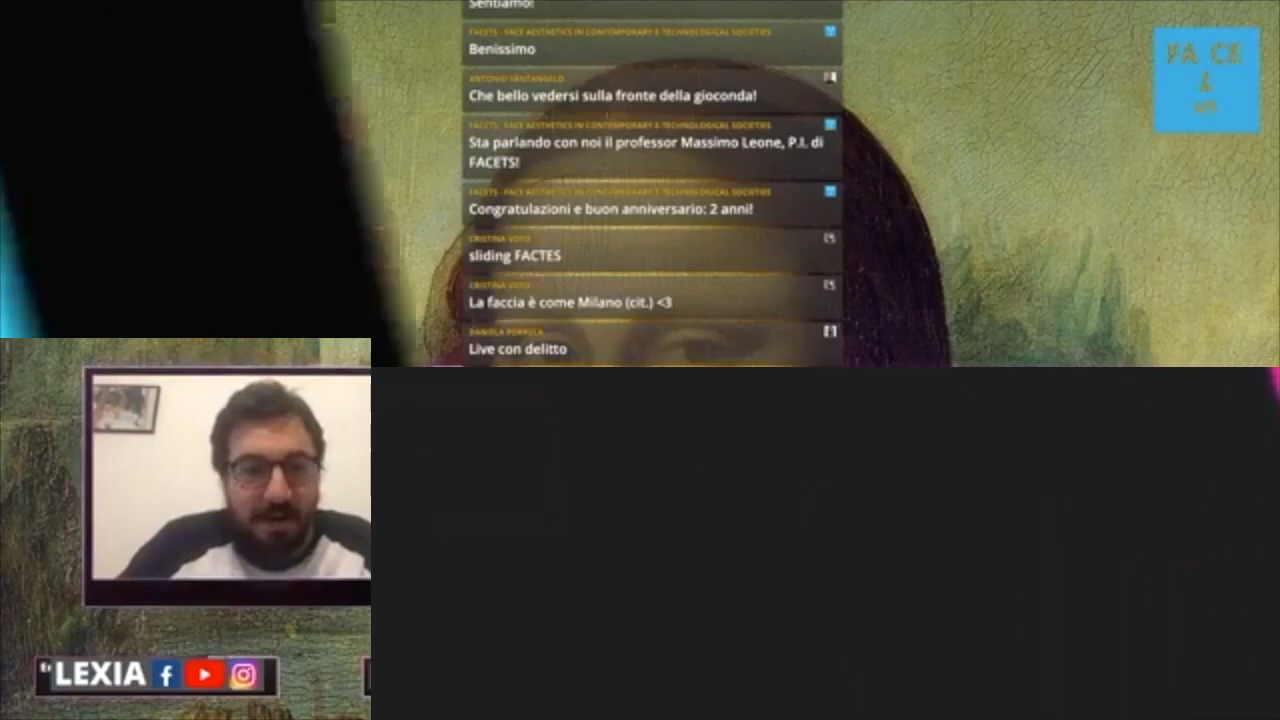 Sentiamo!
FACETS - FACE AESTHETICS IN CONTEMPORARY E-TECHNOLOGICAL SOCIETIES
Benissimo
ANTONIO SANTANGELO
Che bello vedersi sulla fronte della gioconda!
FACETS - FACE AESTHETICS IN CONTEMPORARY E-TECHNOLOGICAL SOCIETIES
Sta parlando con noi il professor Massimo Leone, P.I. di
FACETS!
FACETS - FACE AESTHETICS IN CONTEMPORARY E-TECHNOLOGICAL SOCIETIES
Congratulazioni e buon anniversario: 2 anni!
CRISTINA VOTO
sliding FACTES
CRISTINA VOTO
La faccia è come Milano (cit.) <3
DANIELA
Live con delitto
FA CE
LEXIA